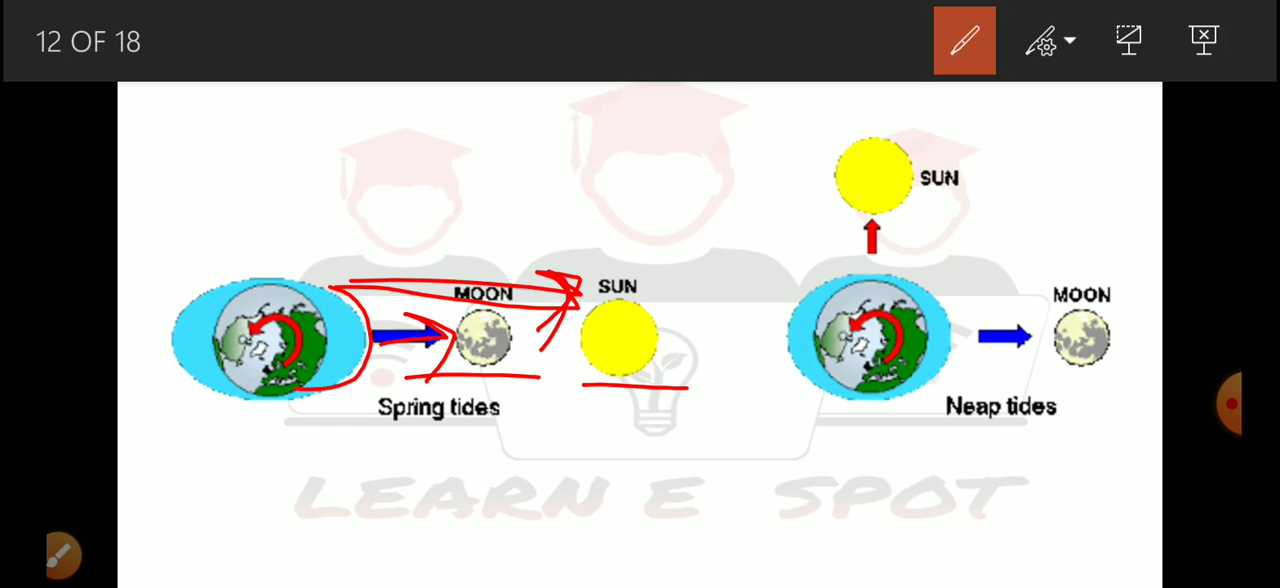 12 OF 18
SUN
MOON
SUN
MOON
Spring tides
Neap tides
LEARN E SPOT